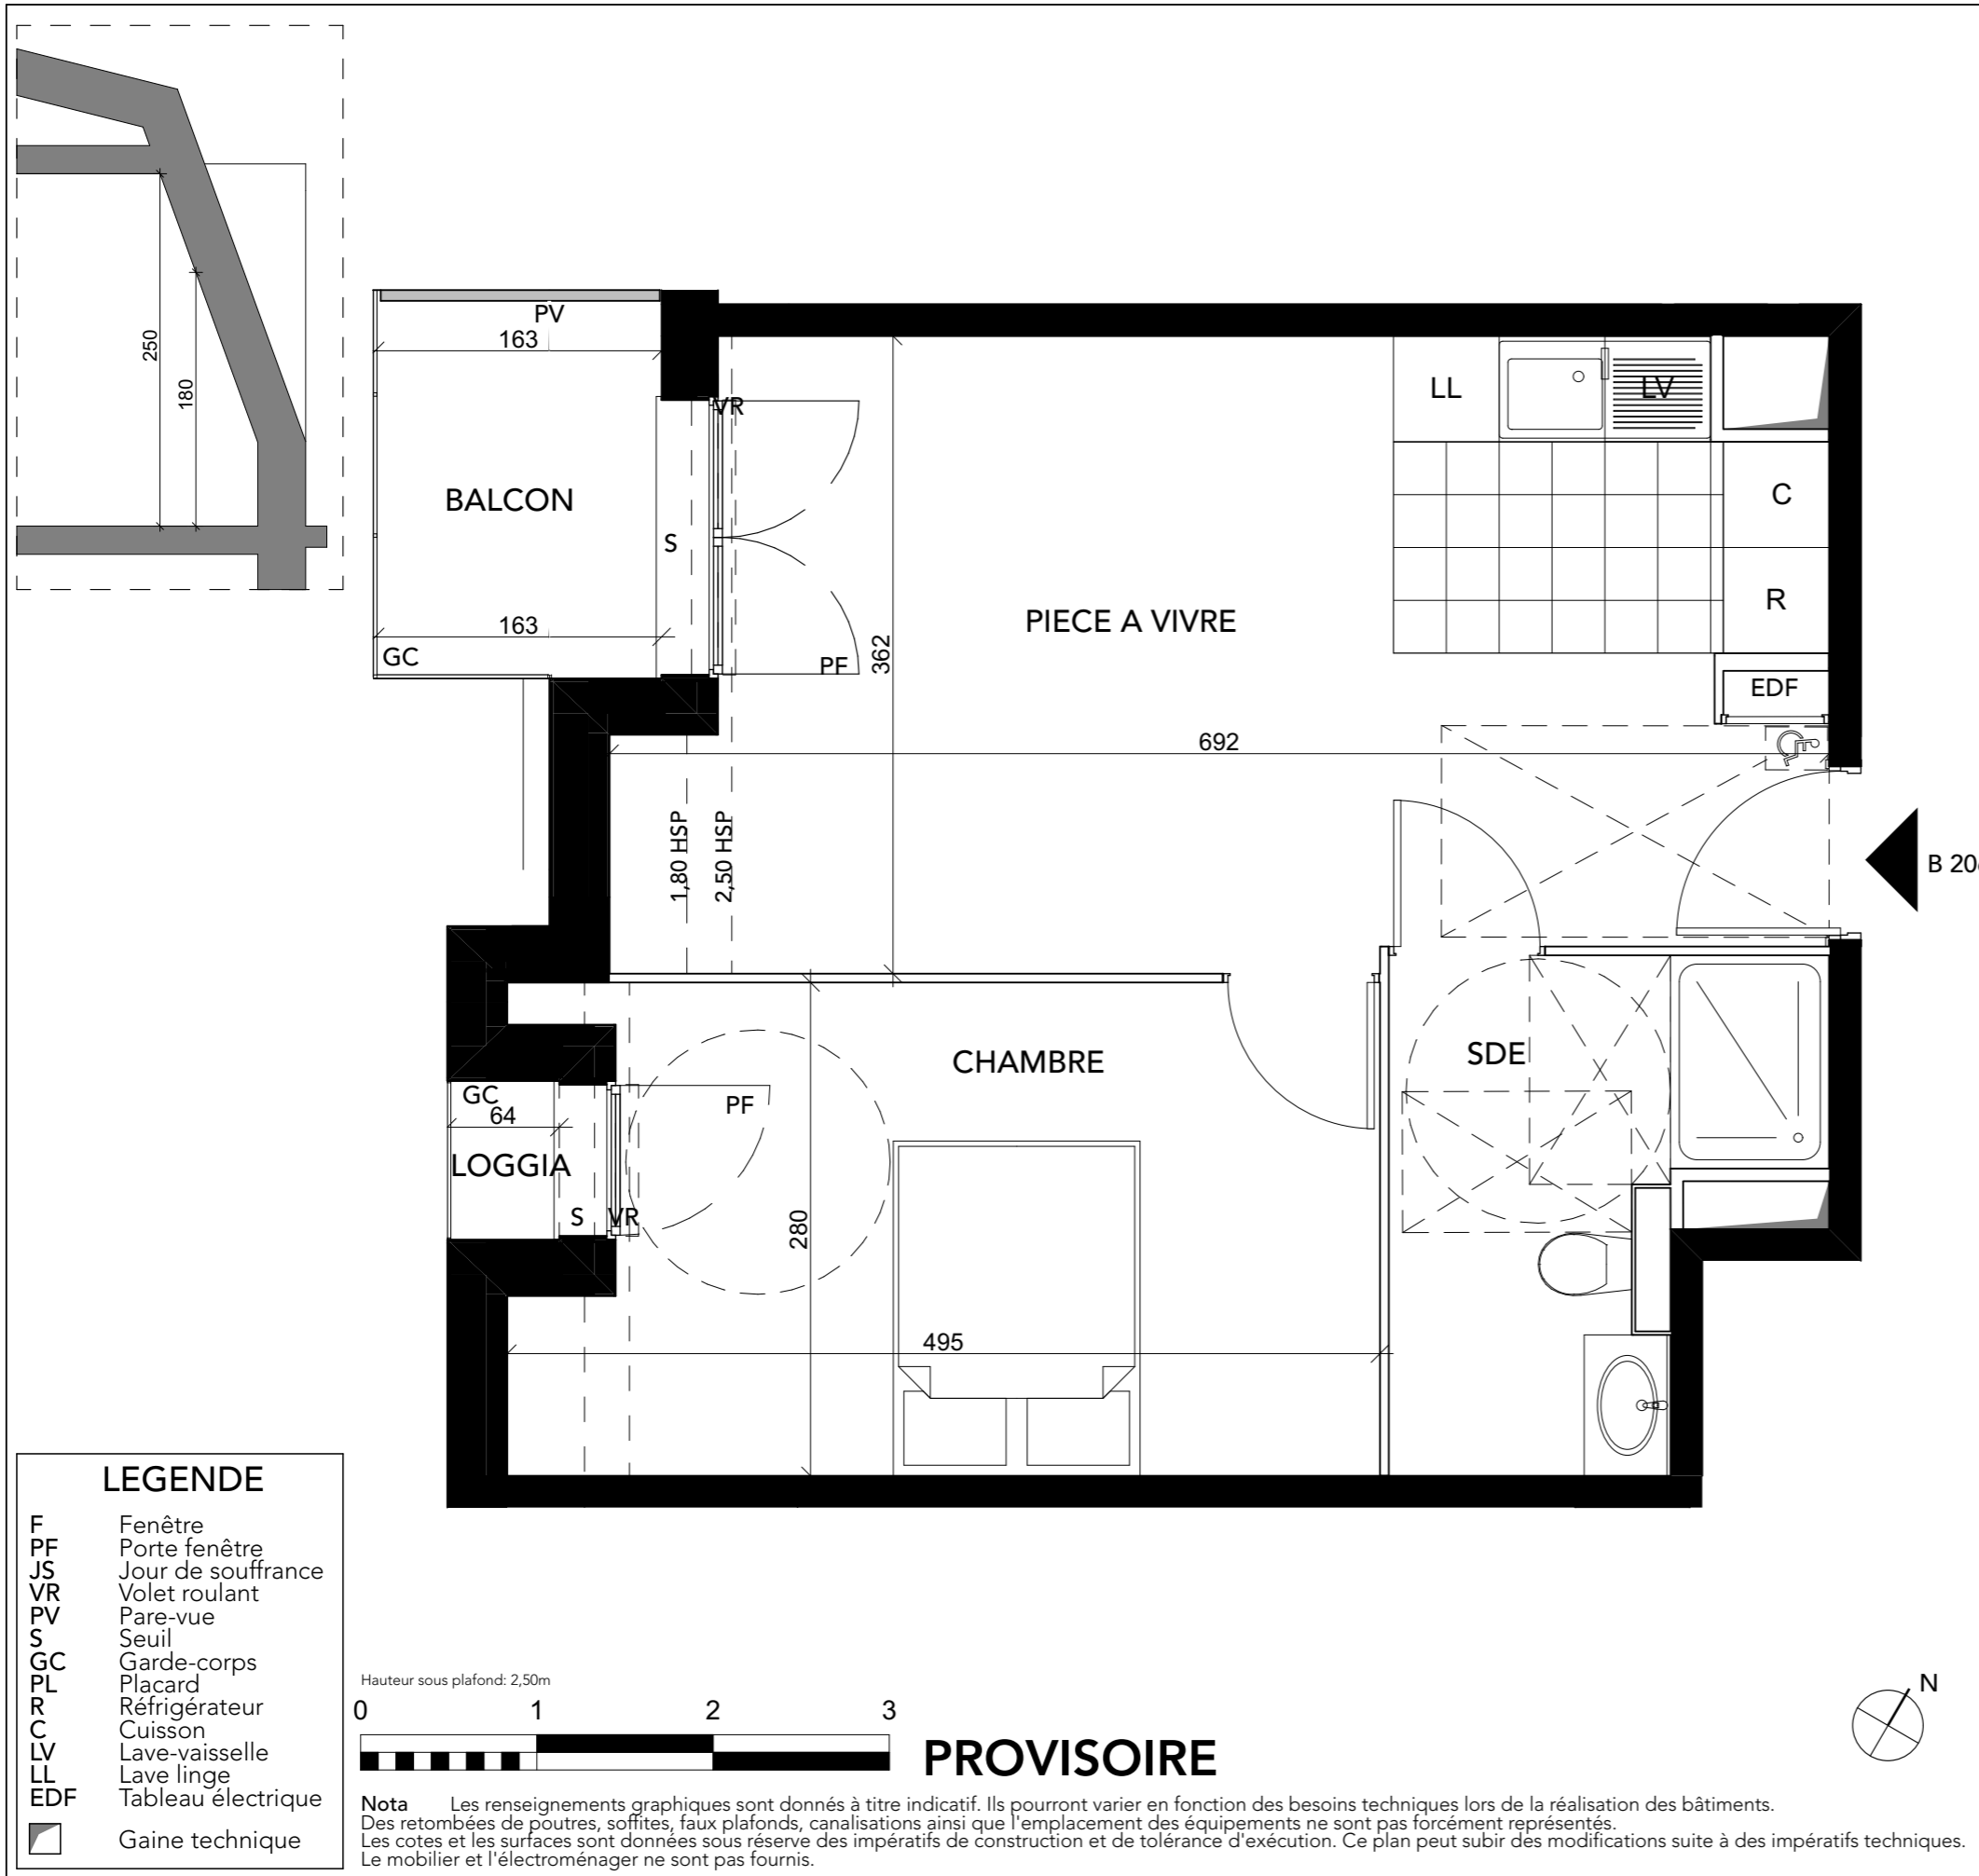 250
180
PV
163
BALCON
S
163
GC
VR
PF
362
PIECE A VIVRE
LL
LV
C
R
EDF
692
1,80 HSP
2,50 HSP
CHAMBRE
SDE
GC
64
LOGGIA
S
VR
PF
280
495
LEGENDE
F Fenêtre
PF Porte fenêtre
JS Jour de souffrance
VR Volet roulant
PV Pare-vue
S Seuil
GC Garde-corps
PL Placard
R Réfrigérateur
C Cuisson
LV Lave-vaisselle
LL Lave linge
EDF Tableau électrique
Gaine technique
Hauteur sous plafond: 2,50m
0 1 2 3
PROVISOIRE
N
Nota Les renseignements graphiques sont donnés à titre indicatif. Ils pourront varier en fonction des besoins techniques lors de la réalisation des bâtiments.
Des retombées de poutres, soffites, faux plafonds, canalisations ainsi que l'emplacement des équipements ne sont pas forcément représentés.
Les cotes et les surfaces sont données sous réserve des impératifs de construction et de tolérance d'exécution. Ce plan peut subir des modifications suite à des impératifs techniques.
Le mobilier et l'électroménager ne sont pas fournis.